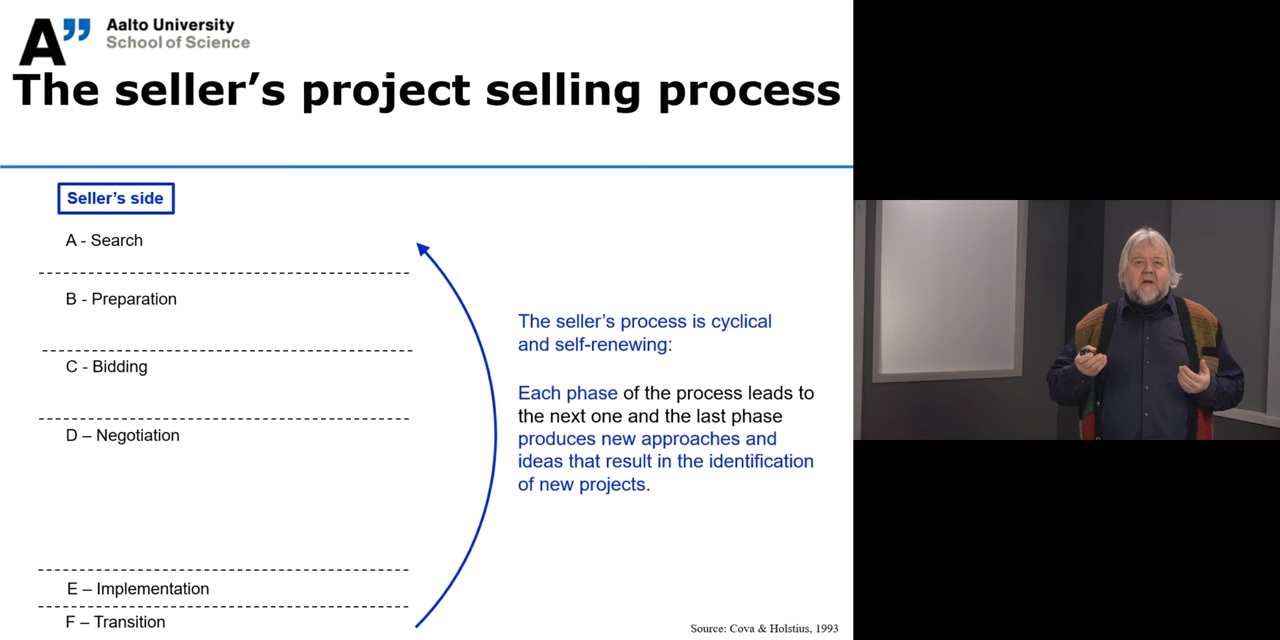 Aalto University
School of Science
The seller’s project selling process
Seller’s side
A - Search
B - Preparation
C - Bidding
D – Negotiation
E – Implementation
F – Transition
The seller’s process is cyclical
and self-renewing:
Each phase of the process leads to
the next one and the last phase
produces new approaches and
ideas that result in the identification
of new projects.
Source: Cova & Holstius, 1993